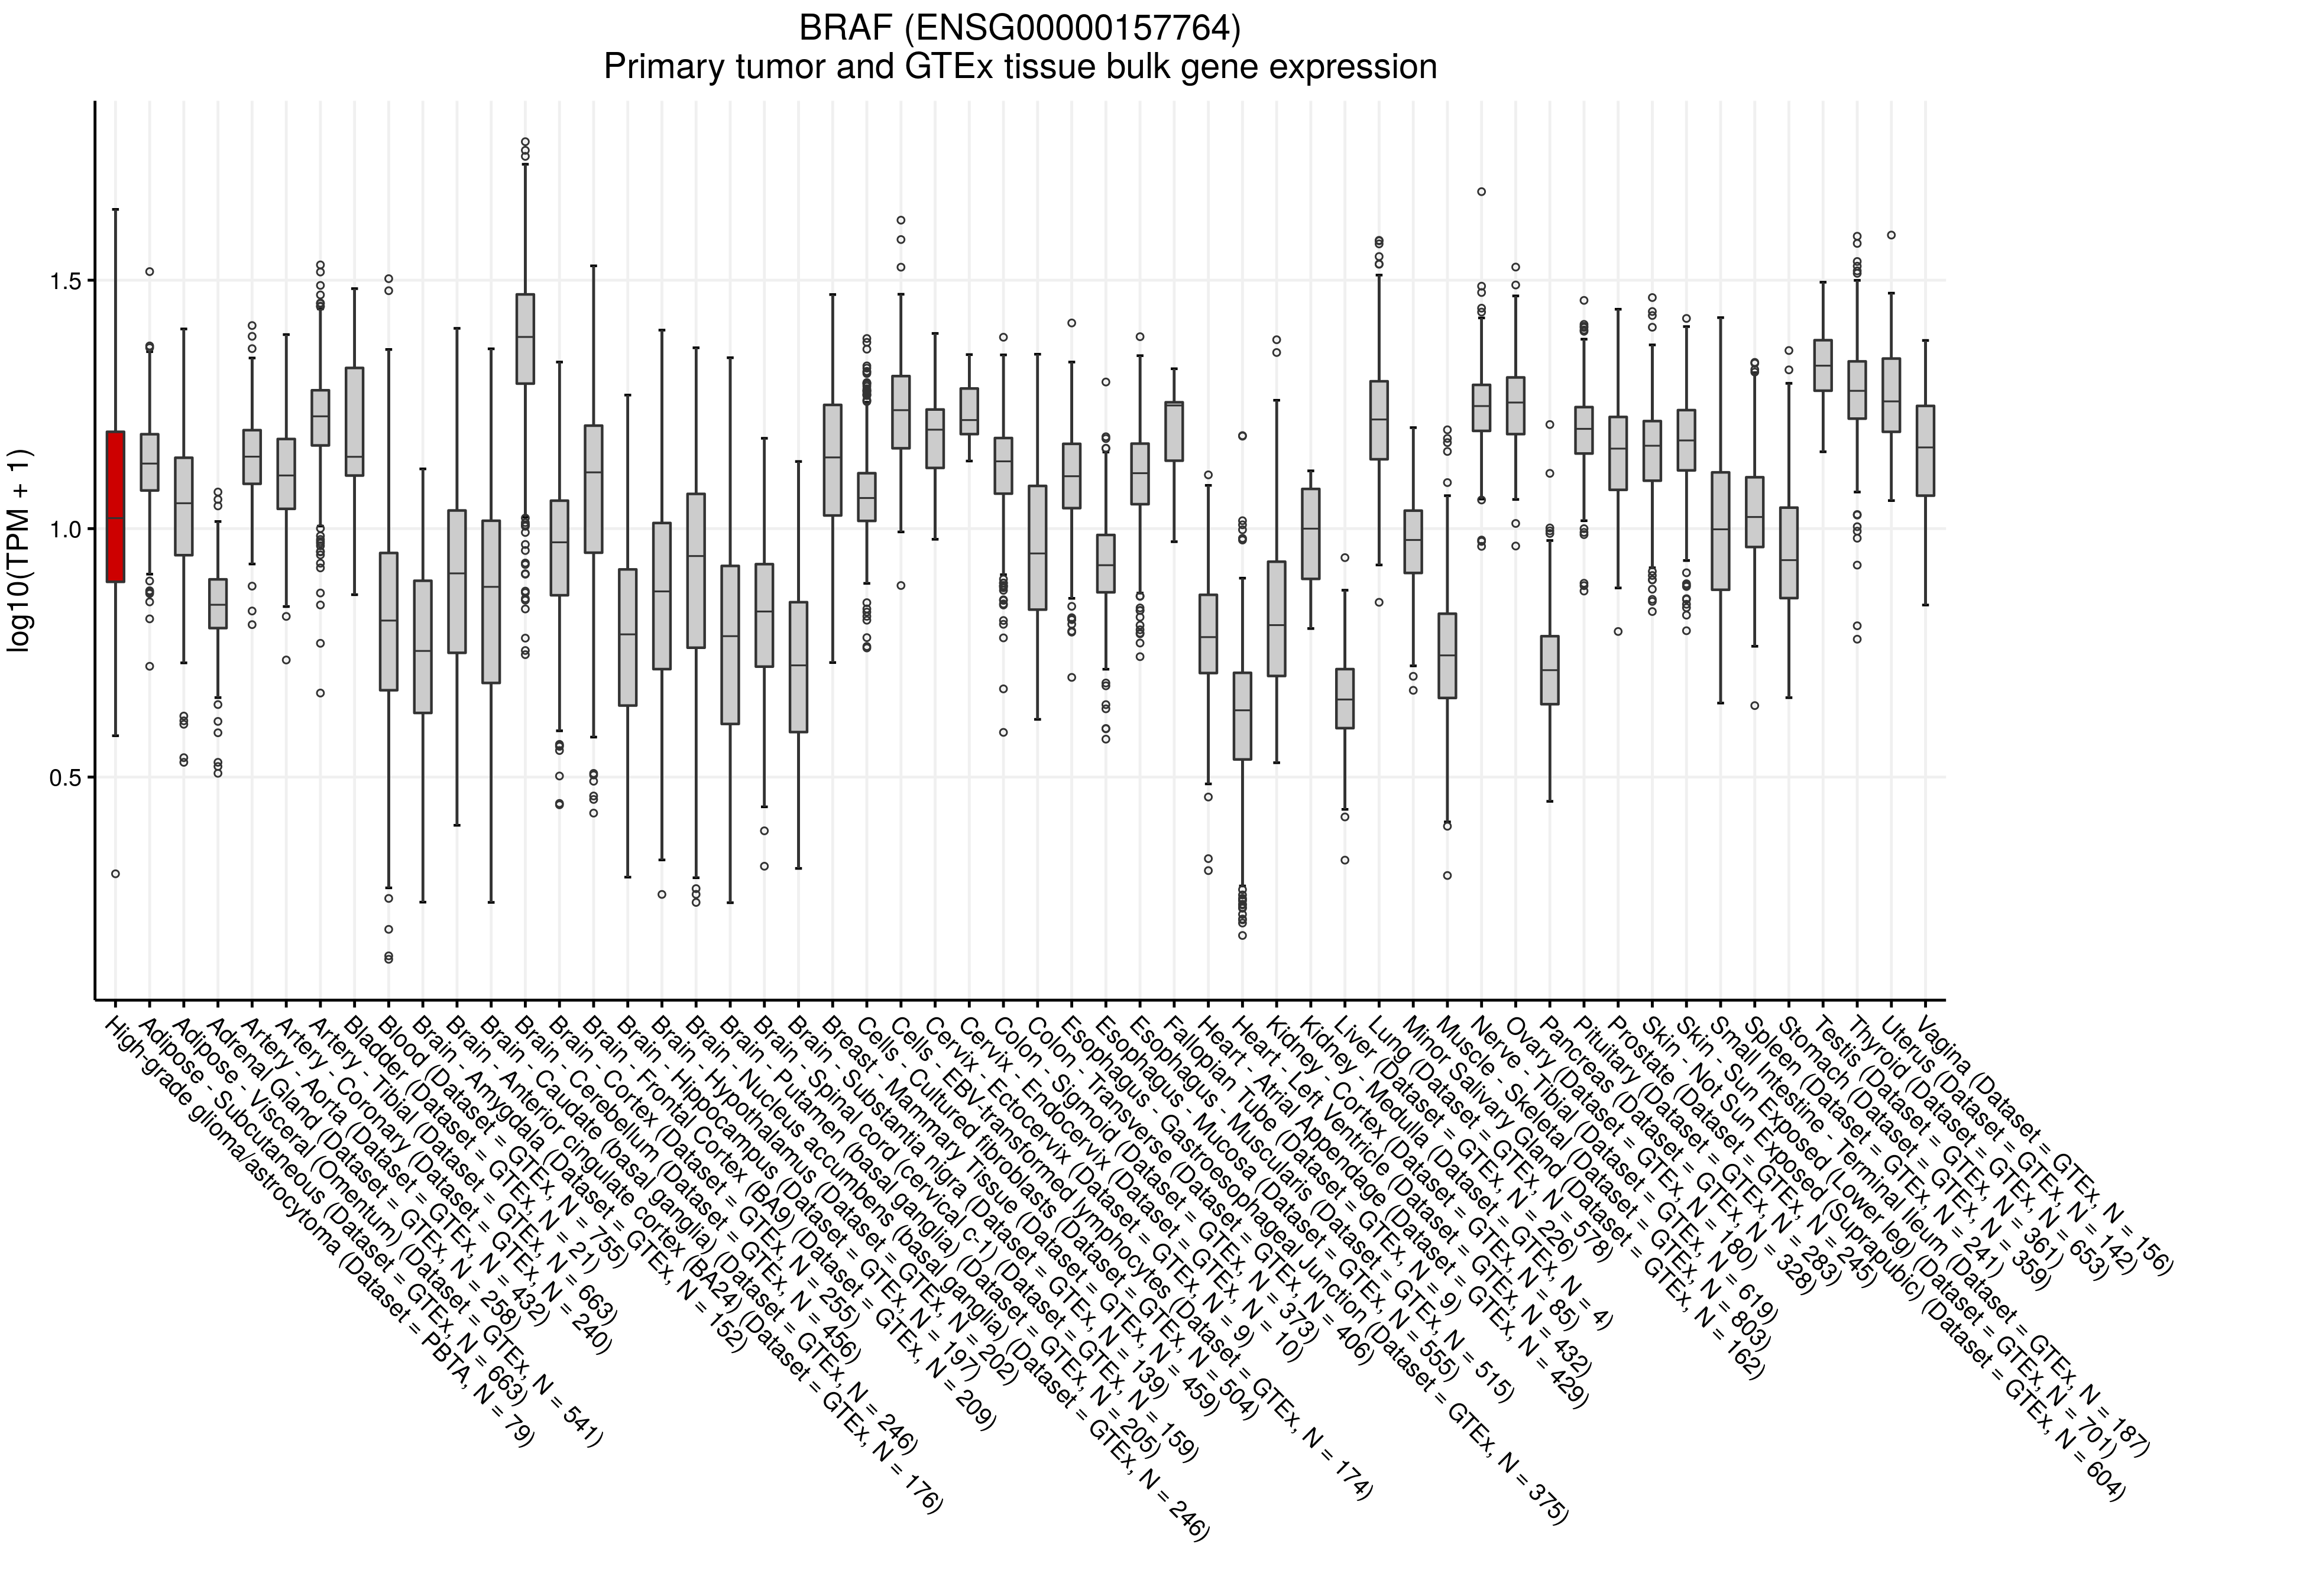 BRAF (ENSG00000157764)
Primary tumor and GTEx tissue bulk gene expression
log10(TPM + 1)
1.5
1.0
0.5
High-grade glioma/astrocytoma (Dataset = PBTA, N = 79)
Adipose - Subcutaneous (Dataset = GTEx, N = 663)
Adipose - Visceral (Omentum) (Dataset = GTEx, N = 541)
Adrenal Gland (Dataset = GTEx, N = 258)
Artery - Aorta (Dataset = GTEx, N = 432)
Artery - Coronary (Dataset = GTEx, N = 240)
Artery - Tibial (Dataset = GTEx, N = 663)
Bladder (Dataset = GTEx, N = 21)
Blood (Dataset = GTEx, N = 755)
Brain - Amygdala (Dataset = GTEx, N = 152)
Brain - Anterior cingulate cortex (BA24) (Dataset = GTEx, N = 176)
Brain - Caudate (basal ganglia) (Dataset = GTEx, N = 246)
Brain - Cerebellum (Dataset = GTEx, N = 456)
Brain - Cortex (Dataset = GTEx, N = 255)
Brain - Frontal Cortex (BA9) (Dataset = GTEx, N = 209)
Brain - Hippocampus (Dataset = GTEx, N = 197)
Brain - Hypothalamus (Dataset = GTEx, N = 202)
Brain - Nucleus accumbens (basal ganglia) (Dataset = GTEx, N = 246)
Brain - Putamen (basal ganglia) (Dataset = GTEx, N = 205)
Brain - Spinal cord (cervical c-1) (Dataset = GTEx, N = 159)
Brain - Substantia nigra (Dataset = GTEx, N = 139)
Breast - Mammary Tissue (Dataset = GTEx, N = 459)
Cells - Cultured fibroblasts (Dataset = GTEx, N = 504)
Cells - EBV-transformed lymphocytes (Dataset = GTEx, N = 174)
Cervix - Ectocervix (Dataset = GTEx, N = 9)
Cervix - Endocervix (Dataset = GTEx, N = 10)
Colon - Sigmoid (Dataset = GTEx, N = 373)
Colon - Transverse (Dataset = GTEx, N = 406)
Esophagus - Gastroesophageal Junction (Dataset = GTEx, N = 375)
Esophagus - Mucosa (Dataset = GTEx, N = 555)
Esophagus - Muscularis (Dataset = GTEx, N = 515)
Fallopian Tube (Dataset = GTEx, N = 9)
Heart - Atrial Appendage (Dataset = GTEx, N = 429)
Heart - Left Ventricle (Dataset = GTEx, N = 432)
Kidney - Cortex (Dataset = GTEx, N = 85)
Kidney - Medulla (Dataset = GTEx, N = 4)
Liver (Dataset = GTEx, N = 226)
Lung (Dataset = GTEx, N = 578)
Minor Salivary Gland (Dataset = GTEx, N = 162)
Muscle - Skeletal (Dataset = GTEx, N = 803)
Nerve - Tibial (Dataset = GTEx, N = 619)
Ovary (Dataset = GTEx, N = 180)
Pancreas (Dataset = GTEx, N = 328)
Pituitary (Dataset = GTEx, N = 283)
Prostate (Dataset = GTEx, N = 245)
Skin - Not Sun Exposed (Suprapubic) (Dataset = GTEx, N = 604)
Skin - Sun Exposed (Lower leg) (Dataset = GTEx, N = 701)
Small Intestine - Terminal Ileum (Dataset = GTEx, N = 187)
Spleen (Dataset = GTEx, N = 241)
Stomach (Dataset = GTEx, N = 359)
Testis (Dataset = GTEx, N = 361)
Thyroid (Dataset = GTEx, N = 653)
Uterus (Dataset = GTEx, N = 142)
Vagina (Dataset = GTEx, N = 156)